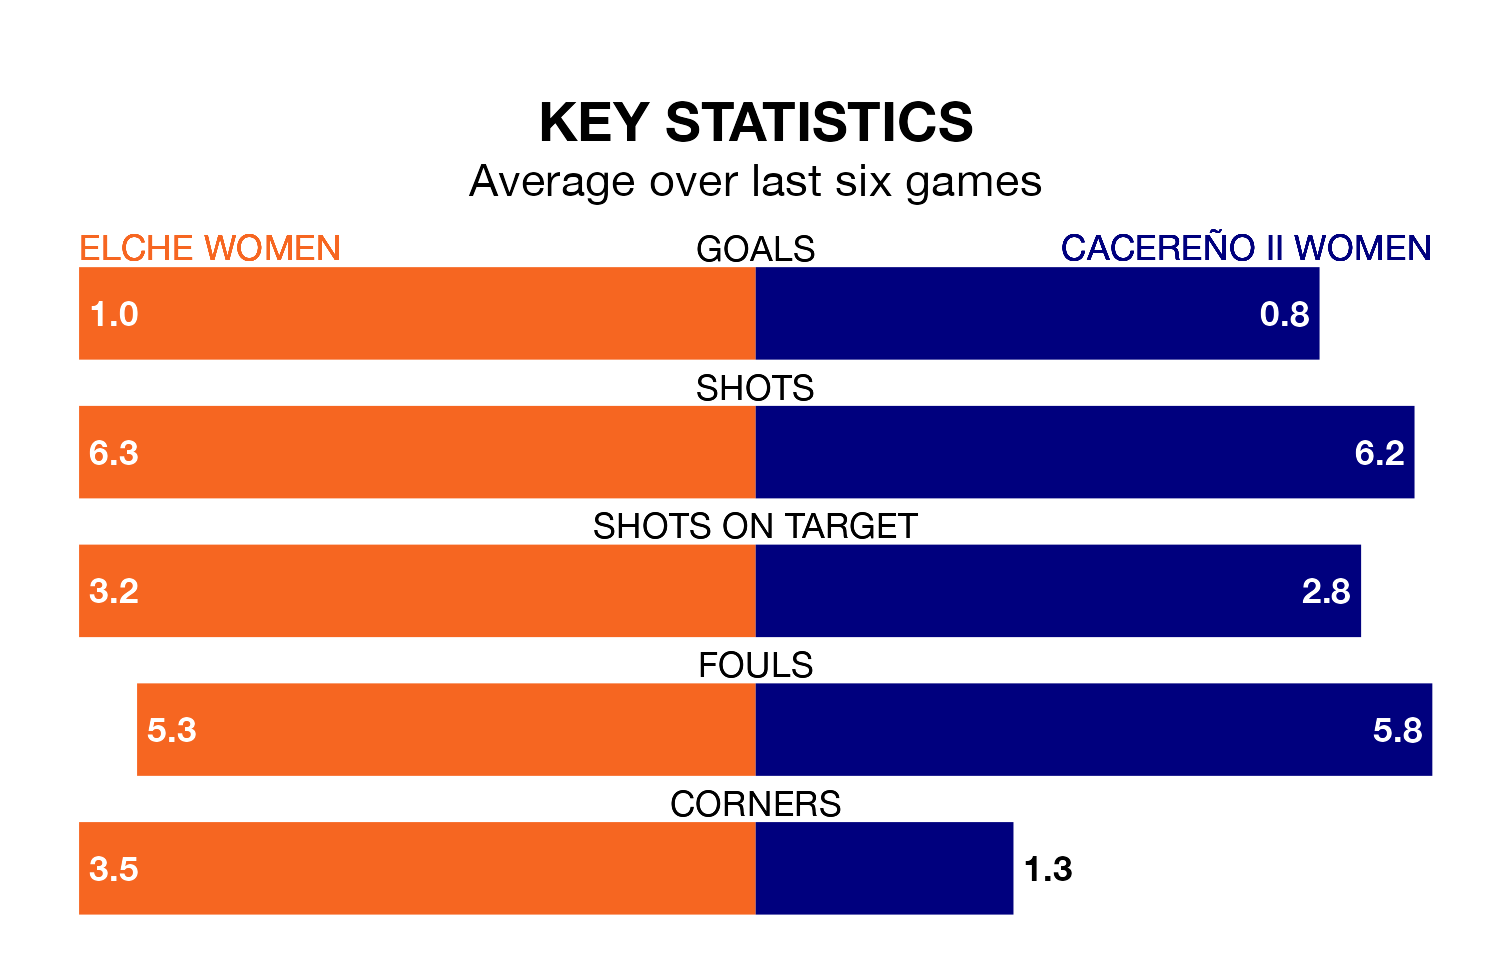 KEY STATISTICS
Average over last six games
ELCHE WOMEN GOALS CACEREÑO II WOMEN
1.0 0.8
SHOTS
6.3 6.2
SHOTS ON TARGET
3.2 2.8
FOULS
5.3 5.8
CORNERS
3.5 1.3